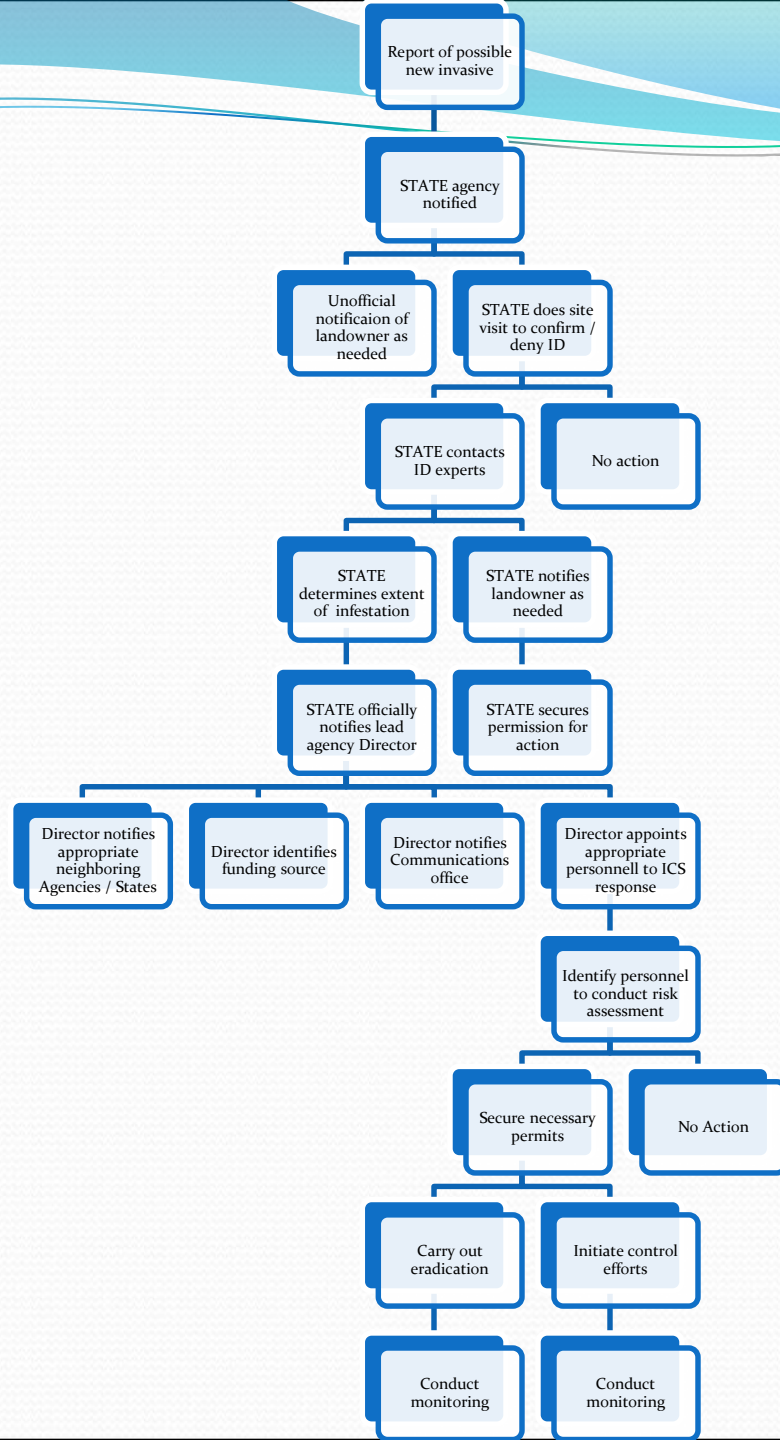 Report of possible
new invasive
STATE agency
notified
Unofficial
notificaion of
landowner as
needed
STATE does site
visit to confirm /
deny ID
STATE contacts
ID experts
No action
STATE
determines extent
of infestation
STATE notifies
landowner as
needed
STATE officially
notifies lead
agency Director
STATE secures
permission for
action
Director notifies
appropriate
neighboring
Agencies / States
Director identifies
funding source
Director notifies
Communications
office
Director appoints
appropriate
personnell to ICS
response
Identify personnel
to conduct risk
assessment
Secure necessary
permits
No Action
Carry out
eradication
Initiate control
efforts
Conduct
monitoring
Conduct
monitoring